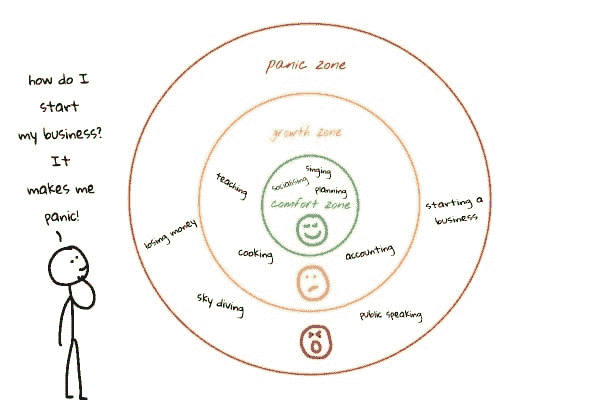 how do I
start
my business?
It
makes me
panic!
panic zone
growth zone
singing
socialising
planning
comfort zone
teaching
losing money
cooking
accounting
starting a
business
sky diving
public speaking